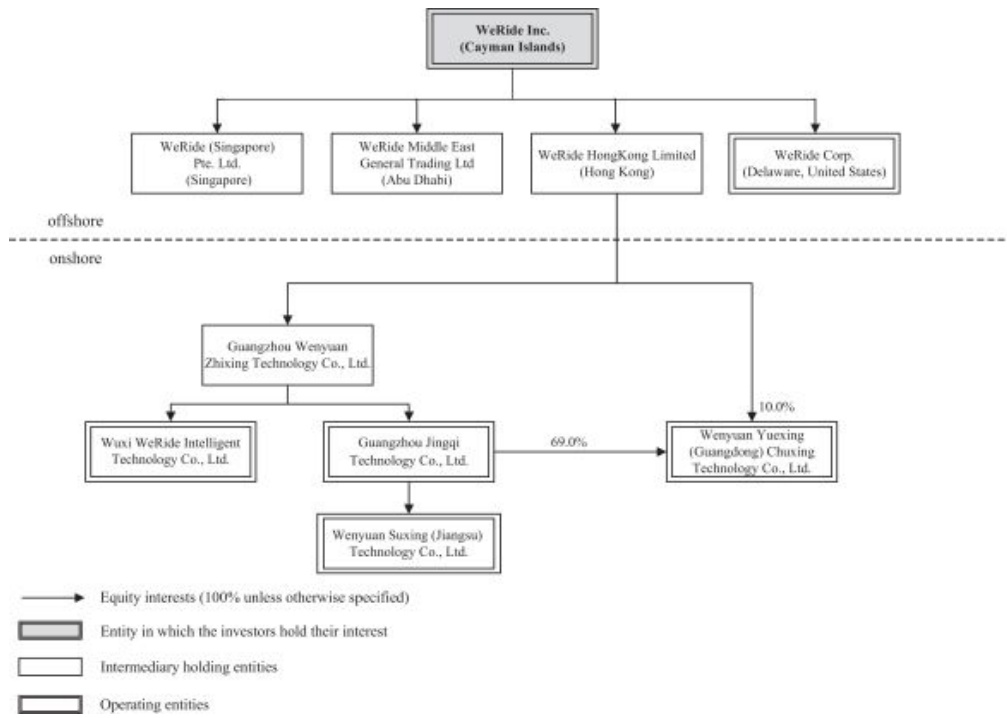 WeRide Inc.
(Cayman Islands)
WeRide (Singapore)
Pte. Ltd.
(Singapore)
WeRide Middle East
General Trading Ltd
(Abu Dhabi)
WeRide HongKong Limited
(Hong Kong)
WeRide Corp.
(Delaware, United States)
offshore
onshore
Guangzhou Wenyuan
Zhixing Technology Co., Ltd.
10.0%
Wuxi WeRide Intelligent
Technology Co., Ltd.
Guangzhou Jingqi
Technology Co., Ltd.
69.0%
Wenyuan Yuexing
(Guangdong) Chuxing
Technology Co., Ltd.
Wenyuan Suxing (Jiangsu)
Technology Co., Ltd.
Equity interests (100% unless otherwise specified)
Entity in which the investors hold their interest
Intermediary holding entities
Operating entities